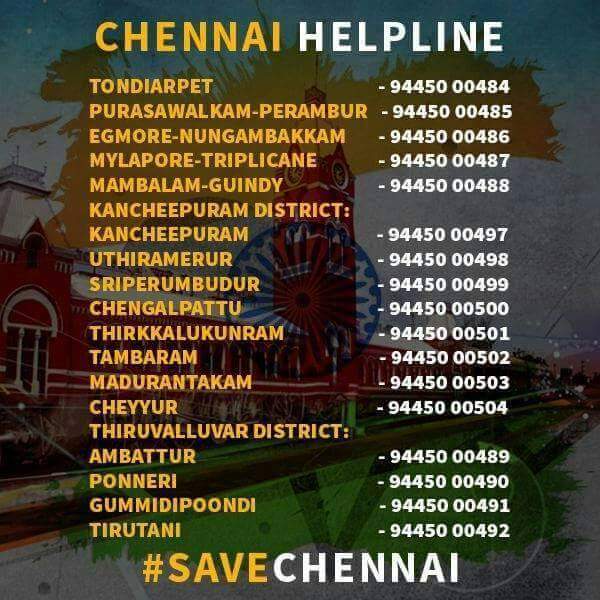 CHENNAI HELPLINE
TONDIARPET - 94450 00484
PURASAWALKAM-PERAMBUR - 94450 00485
EGMORE-NUNGAMBAKKAM - 94450 00486
MYLAPORE-TRIPLICANE - 94450 00487
MAMBALAM-GUINDY - 94450 00488
KANCHEEPURAM DISTRICT:
KANCHEEPURAM - 94450 00497
UTHIRAMERUR - 94450 00498
SRIPERUMBUDUR - 94450 00499
CHENGALPATTU - 94450 00500
THIRKKALUKUNRAM - 94450 00501
TAMBARAM - 94450 00502
MADURANTAKAM - 94450 00503
CHEYYUR - 94450 00504
THIRUVALLUVAR DISTRICT:
AMBATTUR - 94450 00489
PONNERI - 94450 00490
GUMMIDIPOONDI - 94450 00491
TIRUTANI - 94450 00492
#SAVECHENNAI